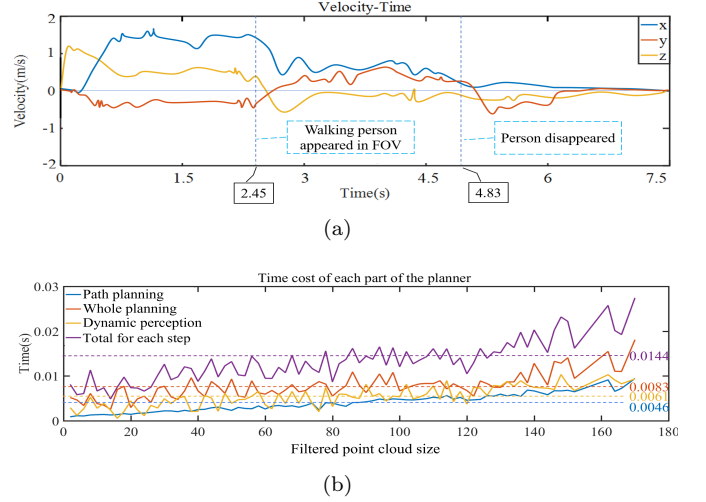 Velocity-Time
2
1
0
-1
-2
Velocity(m/s)
x
y
z
Walking person
appeared in FOV
Person disappeared
0
1.5
3
4.5
6
7.5
2.45
4.83
Time(s)
(a)
Time cost of each part of the planner
0.03
0.02
0.01
0
Time(s)
Path planning
Whole planning
Dynamic perception
Total for each step
0.0144
0.0083
0.0061
0.0046
0 20 40 60 80 100 120 140 160 180
Filtered point cloud size
(b)